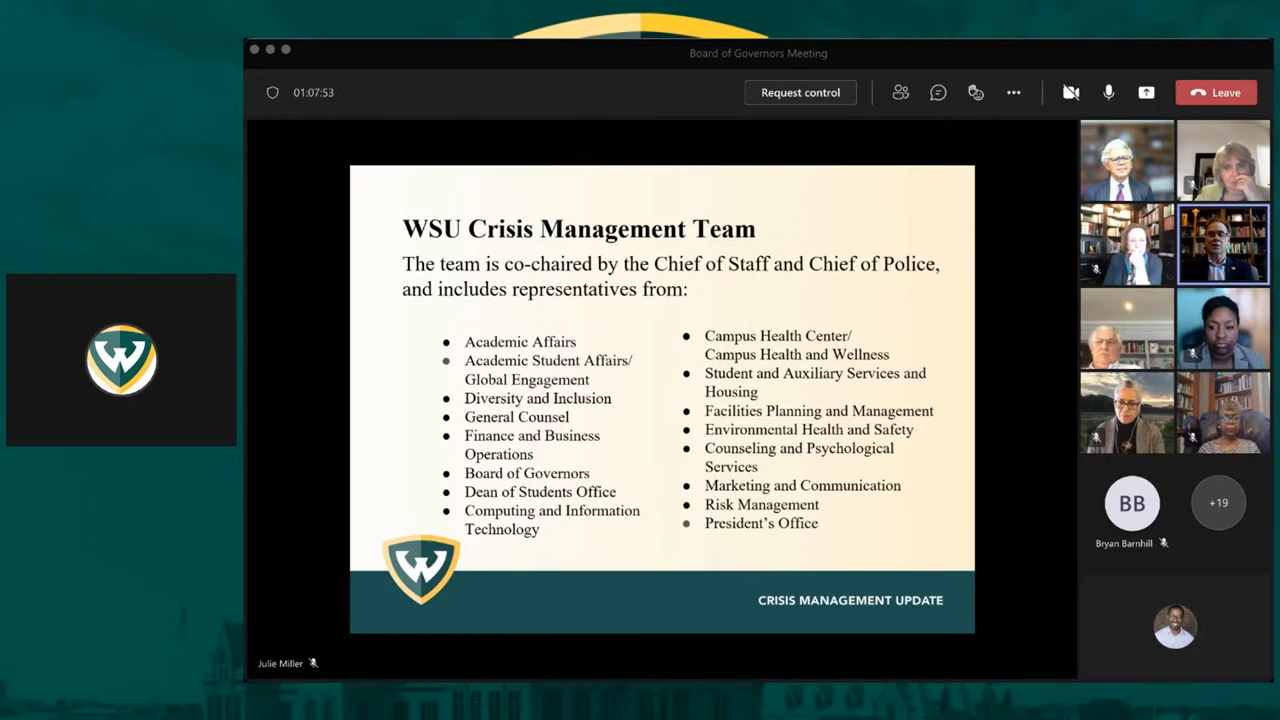 Board of Governors Meeting
01:07:53
Request control
Leave
WSU Crisis Management Team
The team is co-chaired by the Chief of Staff and Chief of Police,
and includes representatives from:
● Academic Affairs
● Academic Student Affairs/
Global Engagement
● Diversity and Inclusion
● General Counsel
● Finance and Business
Operations
● Board of Governors
● Dean of Students Office
● Computing and Information
Technology
● Campus Health Center/
Campus Health and Wellness
● Student and Auxiliary Services and
Housing
● Facilities Planning and Management
● Environmental Health and Safety
● Counseling and Psychological
Services
● Marketing and Communication
● Risk Management
● President’s Office
W
W
CRISIS MANAGEMENT UPDATE
BB
+19
Bryan Barnhill
Julie Miller